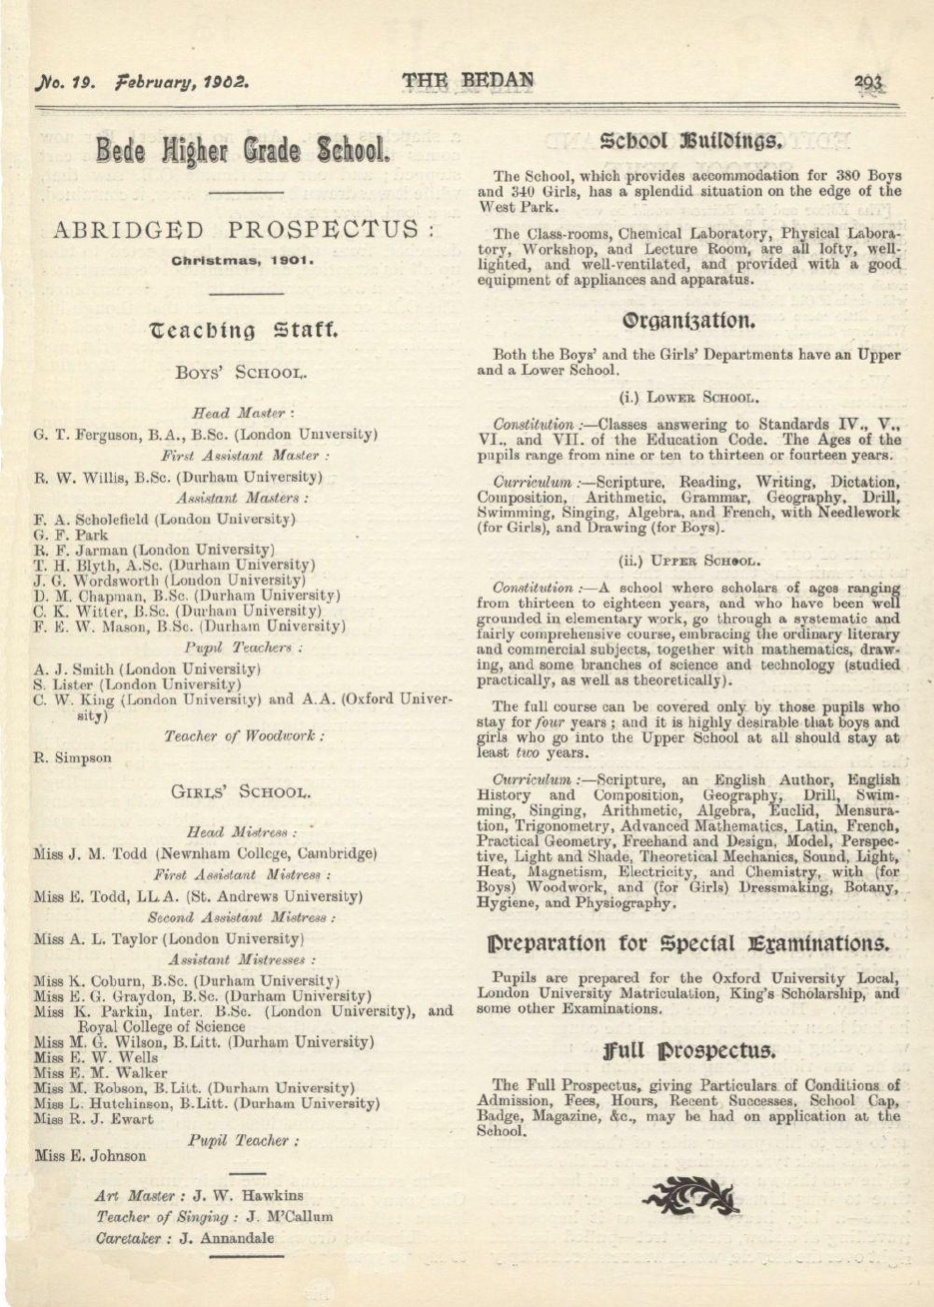 No. 19. February, 1902.
THE BEDAN
293
Bede Higher Grade School.
ABRIDGED PROSPECTUS:
Christmas, 1901.
Teaching Staff.
BOYS' SCHOOL.
Head Master:
G. T. Ferguson, B.A., B.Sc. (London University)
First Assistant Master:
R. W. Willis, B.Sc. (Durham University)
Assistant Masters:
F. A. Scholefield (London University)
G. F. Park
R. F. Jarman (London University)
T. H. Blyth, A.Sc. (Durham University)
J. G. Wordsworth (London University)
D. M. Chapman, B.Sc. (Durham University)
C. K. Witter, B.Sc. (Durham University)
F. E. W. Mason, B.Sc. (Durham University)
Pupil Teachers:
A. J. Smith (London University)
S. Lister (London University)
C. W. King (London University) and A.A. (Oxford Univer-
sity)
Teacher of Woodwork:
R. Simpson
GIRLS' SCHOOL.
Head Mistress:
Miss J. M. Todd (Newnham College, Cambridge)
First Assistant Mistress:
Miss E. Todd, LL.A. (St. Andrews University)
Second Assistant Mistress:
Miss A. L. Taylor (London University)
Assistant Mistresses:
Miss K. Coburn, B.Sc. (Durham University)
Miss E. G. Graydon, B.Sc. (Durham University)
Miss K. Parkin, Inter. B.Sc. (London University), and
Royal College of Science
Miss M. G. Wilson, B.Litt. (Durham University)
Miss E. W. Wells
Miss E. M. Walker
Miss M. Robson, B.Litt. (Durham University)
Miss L. Hutchinson, B.Litt. (Durham University)
Miss R. J. Ewart
Pupil Teacher:
Miss E. Johnson
Art Master: J. W. Hawkins
Teacher of Singing: J. M'Callum
Caretaker: J. Annandale
School Buildings.
The School, which provides accommodation for 380 Boys
and 340 Girls, has a splendid situation on the edge of the
West Park.
The Class-rooms, Chemical Laboratory, Physical Labora-
tory, Workshop, and Lecture Room, are all lofty, well-
lighted, and well-ventilated, and provided with a good
equipment of appliances and apparatus.
Organization.
Both the Boys' and the Girls' Departments have an Upper
and a Lower School.
(i.) LOWER SCHOOL.
Constitution:—Classes answering to Standards IV., V.,
VI., and VII. of the Education Code. The Ages of the
pupils range from nine or ten to thirteen or fourteen years.
Curriculum:—Scripture, Reading, Writing, Dictation,
Composition, Arithmetic, Grammar, Geography, Drill,
Swimming, Singing, Algebra, and French, with Needlework
(for Girls), and Drawing (for Boys).
(ii.) UPPER SCHOOL.
Constitution:—A school where scholars of ages ranging
from thirteen to eighteen years, and who have been well
grounded in elementary work, go through a systematic and
fairly comprehensive course, embracing the ordinary literary
and commercial subjects, together with mathematics, draw-
ing, and some branches of science and technology (studied
practically, as well as theoretically).
The full course can be covered only by those pupils who
stay for four years; and it is highly desirable that boys and
girls who go into the Upper School at all should stay at
least two years.
Curriculum:—Scripture, an English Author, English
History and Composition, Geography, Drill, Swim-
ming, Singing, Arithmetic, Algebra, Euclid, Mensura-
tion, Trigonometry, Advanced Mathematics, Latin, French,
Practical Geometry, Freehand and Design, Model, Perspec-
tive, Light and Shade, Theoretical Mechanics, Sound, Light,
Heat, Magnetism, Electricity, and Chemistry, with (for
Boys) Woodwork, and (for Girls) Dressmaking, Botany,
Hygiene, and Physiography.
Preparation for Special Examinations.
Pupils are prepared for the Oxford University Local,
London University Matriculation, King's Scholarship, and
some other Examinations.
Full Prospectus.
The Full Prospectus, giving Particulars of Conditions of
Admission, Fees, Hours, Recent Successes, School Cap,
Badge, Magazine, &c., may be had on application at the
School.